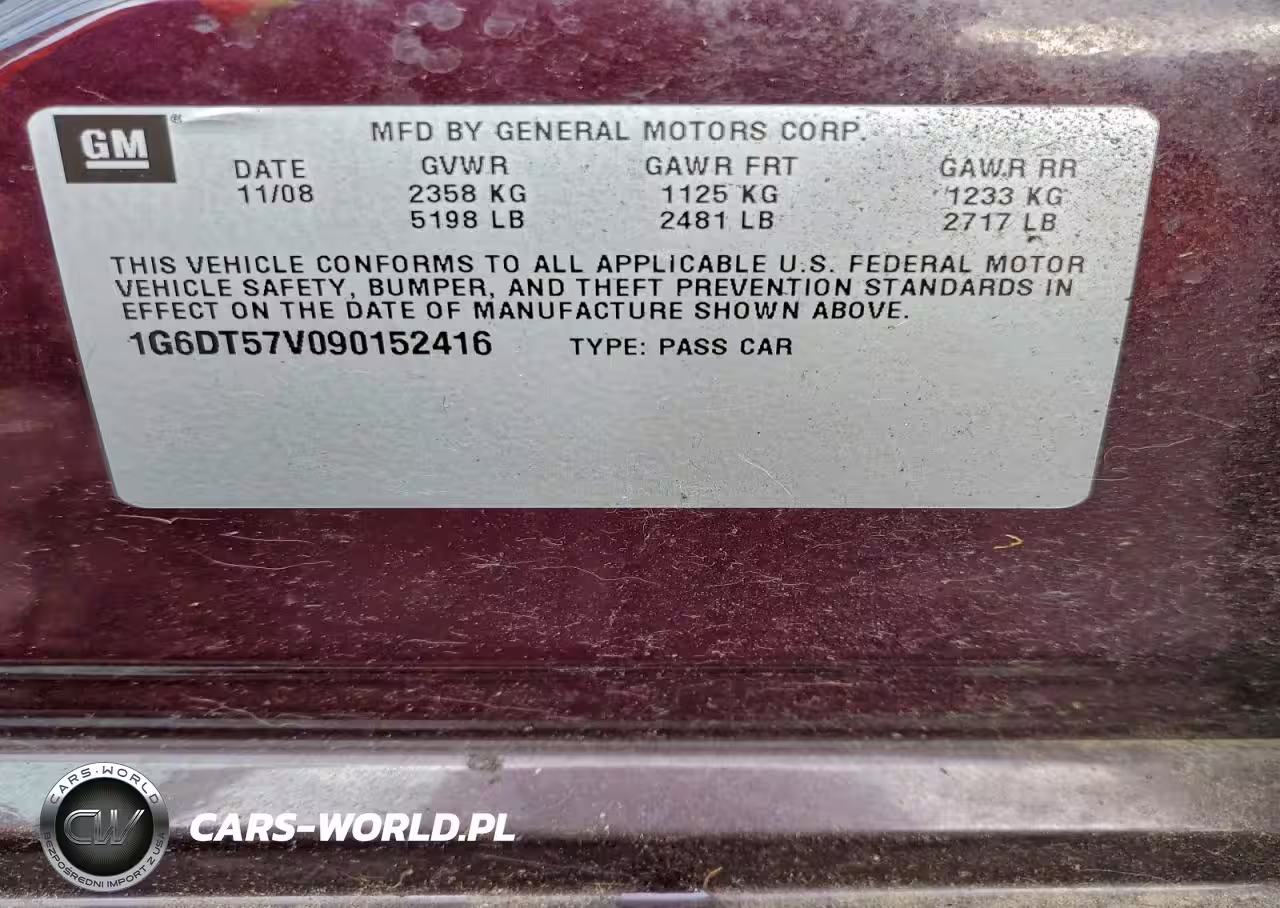 GM ®
MFD BY GENERAL MOTORS CORP.
DATE GVWR GAWR FRT GAWR RR
11/08 2358 KG 1125 KG 1233 KG
5198 LB 2481 LB 2717 LB
THIS VEHICLE CONFORMS TO ALL APPLICABLE U.S. FEDERAL MOTOR
VEHICLE SAFETY, BUMPER, AND THEFT PREVENTION STANDARDS IN
EFFECT ON THE DATE OF MANUFACTURE SHOWN ABOVE.
1G6DT57V090152416 TYPE: PASS CAR
CARS-WORLD
CW
BEZPOŚREDNI IMPORT Z USA
CARS-WORLD.PL